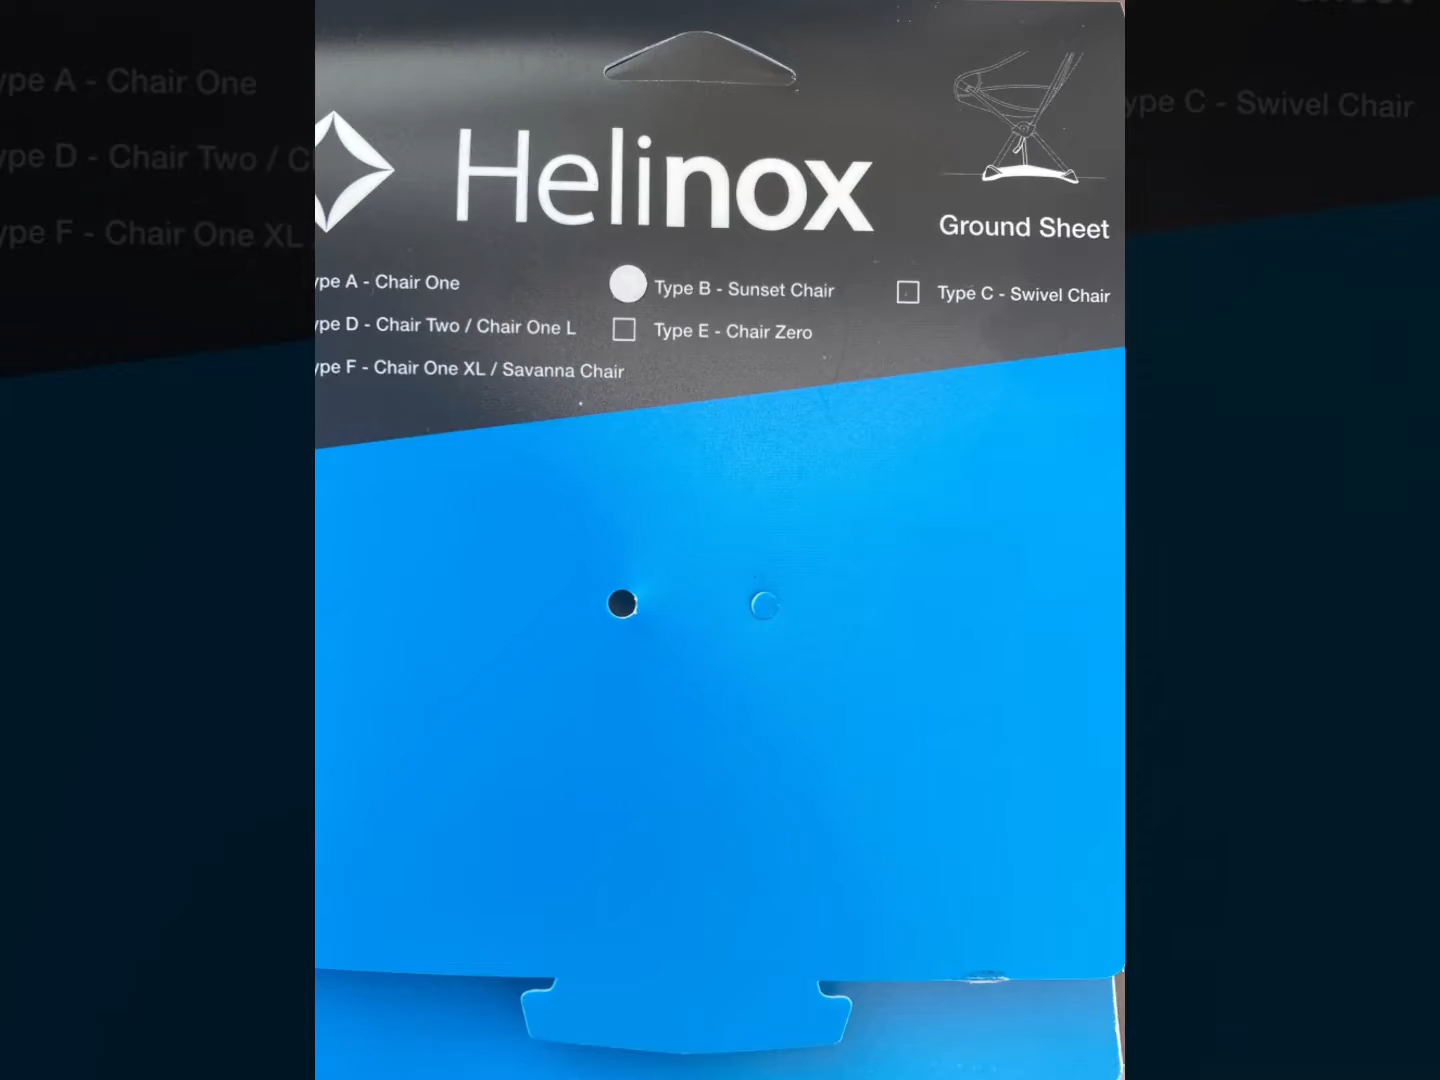 Helinox
Ground Sheet
ype A - Chair One
Type B - Sunset Chair
Type C - Swivel Chair
ype D - Chair Two / Chair One L
Type E - Chair Zero
ype F - Chair One XL / Savanna Chair